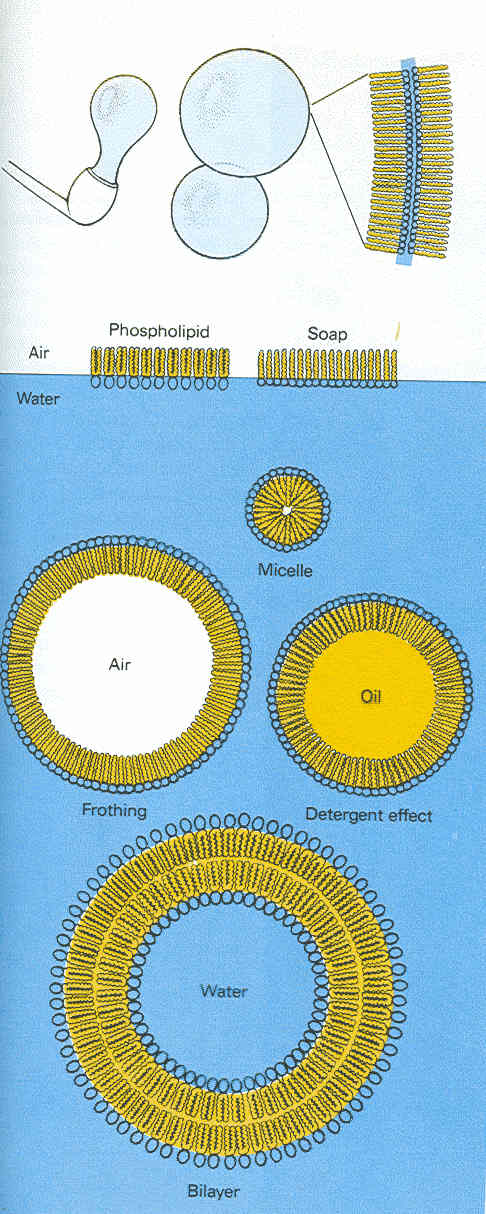 Phospholipid
Soap
Air
Water
Micelle
Air
Oil
Frothing
Detergent effect
Water
Bilayer